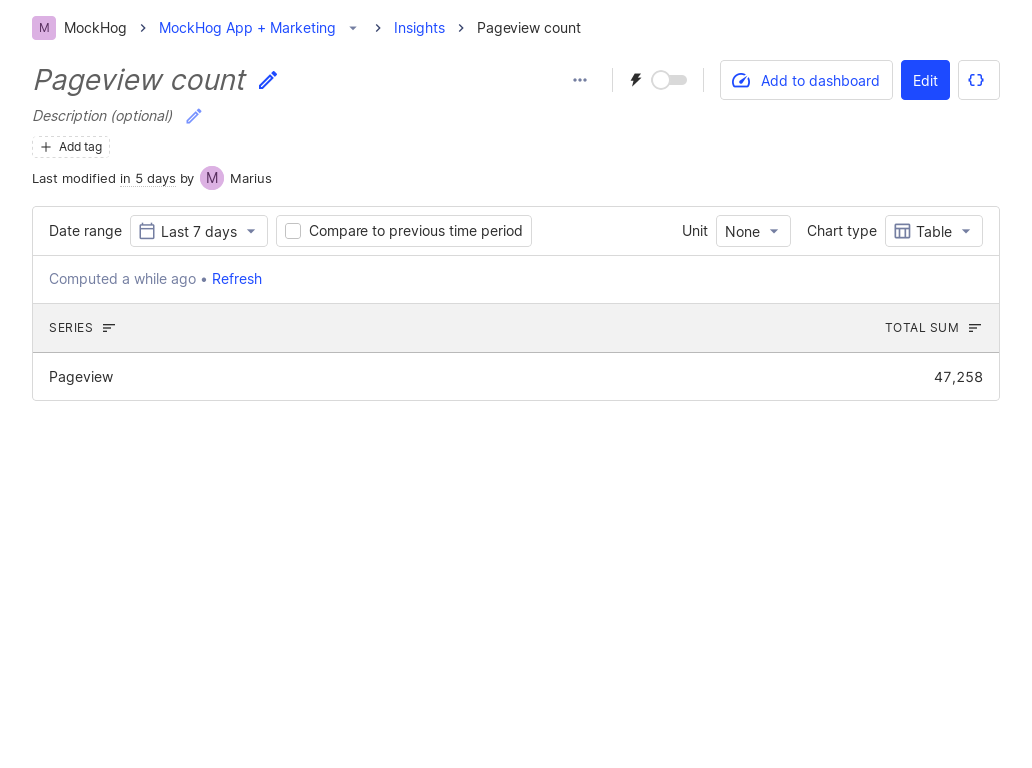 M MockHog MockHog App + Marketing Insights Pageview count
Pageview count
Add to dashboard Edit {}
Description (optional)
Add tag
Last modified in 5 days by M Marius
Date range Last 7 days Compare to previous time period Unit None Chart type Table
Computed a while ago • Refresh
SERIES TOTAL SUM
Pageview 47,258